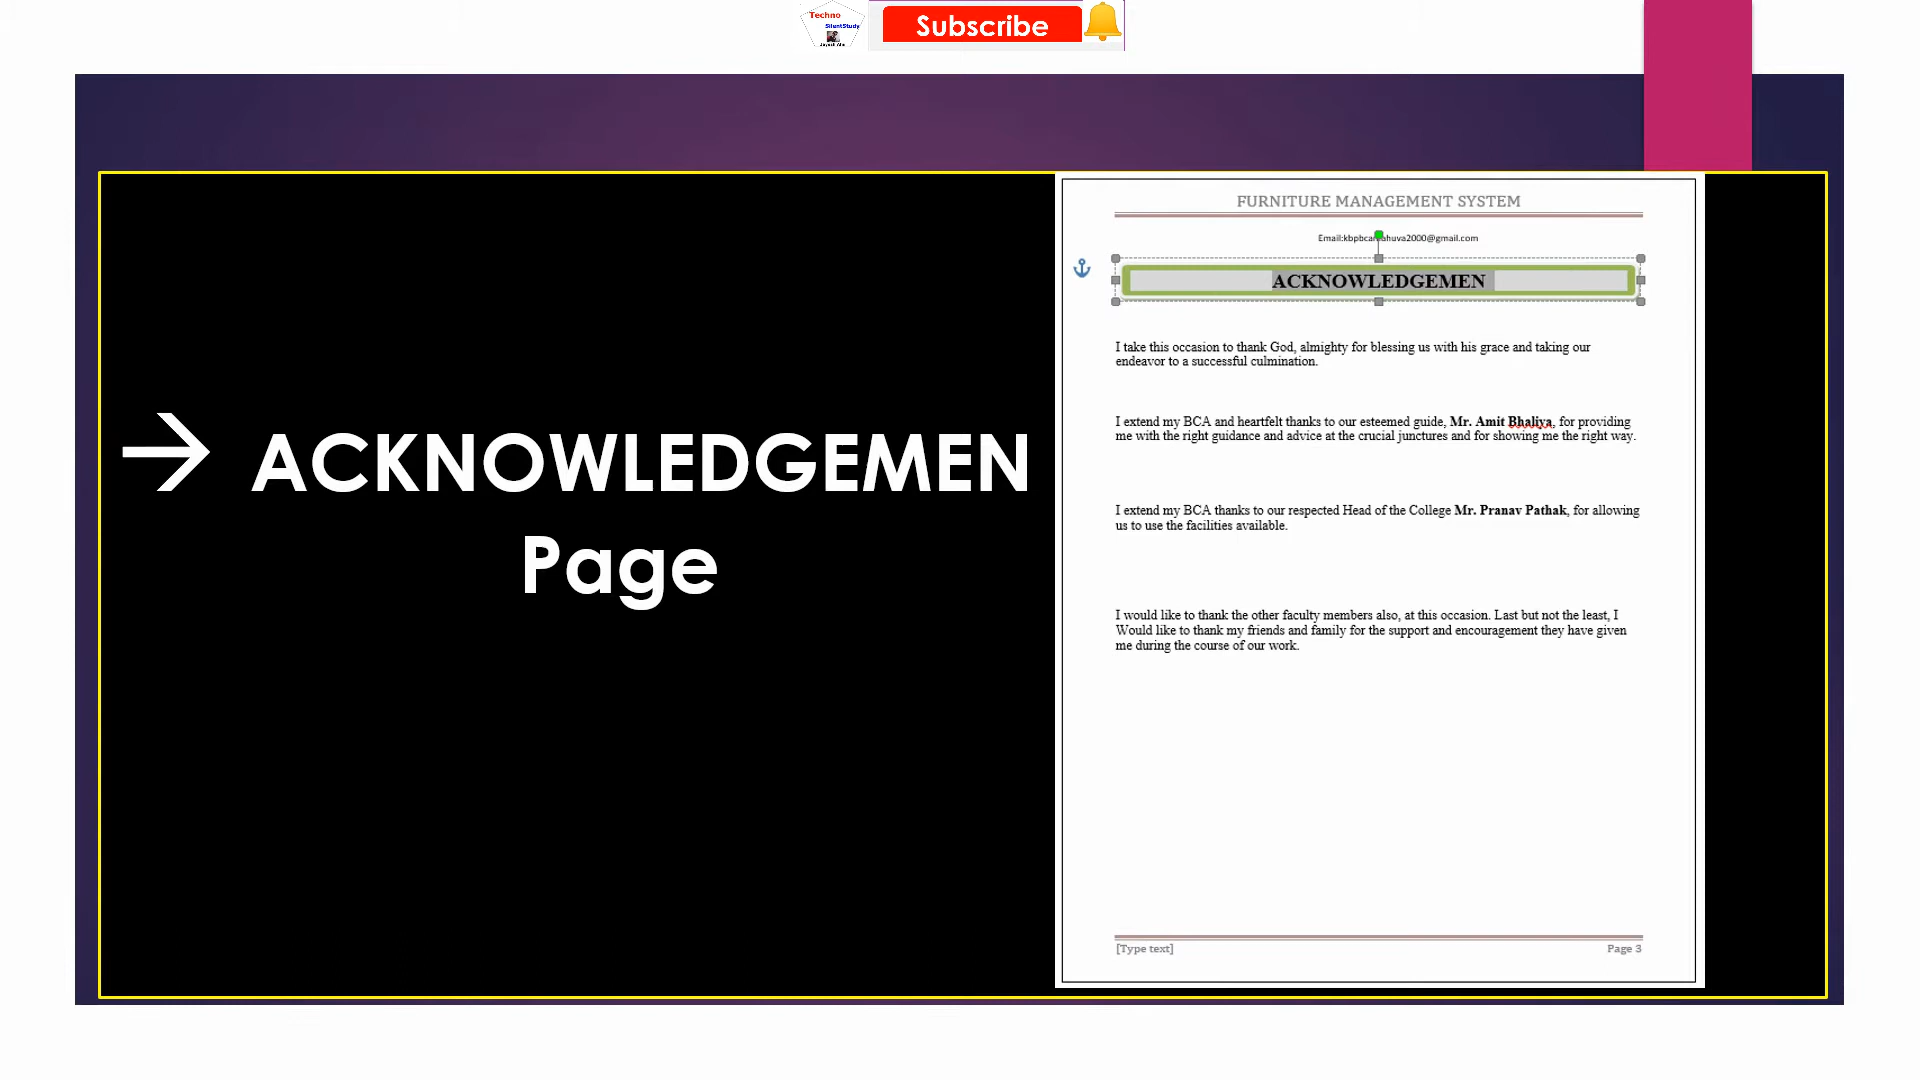 Techno
SilentStudy
Subscribe
→ ACKNOWLEDGEMEN
Page
FURNITURE MANAGEMENT SYSTEM
ACKNOWLEDGEMEN
I take this occasion to thank God, almighty for blessing us with his grace and taking our
endeavor to a successful culmination.
I extend my BCA and heartfelt thanks to our esteemed guide, Mr. Amit Bhaliya, for providing
me with the right guidance and advice at the crucial junctures and for showing me the right way.
I extend my BCA thanks to our respected Head of the College Mr. Pranav Pathak, for allowing
us to use the facilities available.
I would like to thank the other faculty members also, at this occasion. Last but not the least, I
Would like to thank my friends and family for the support and encouragement they have given
me during the course of our work.
[Type text]
Page 3